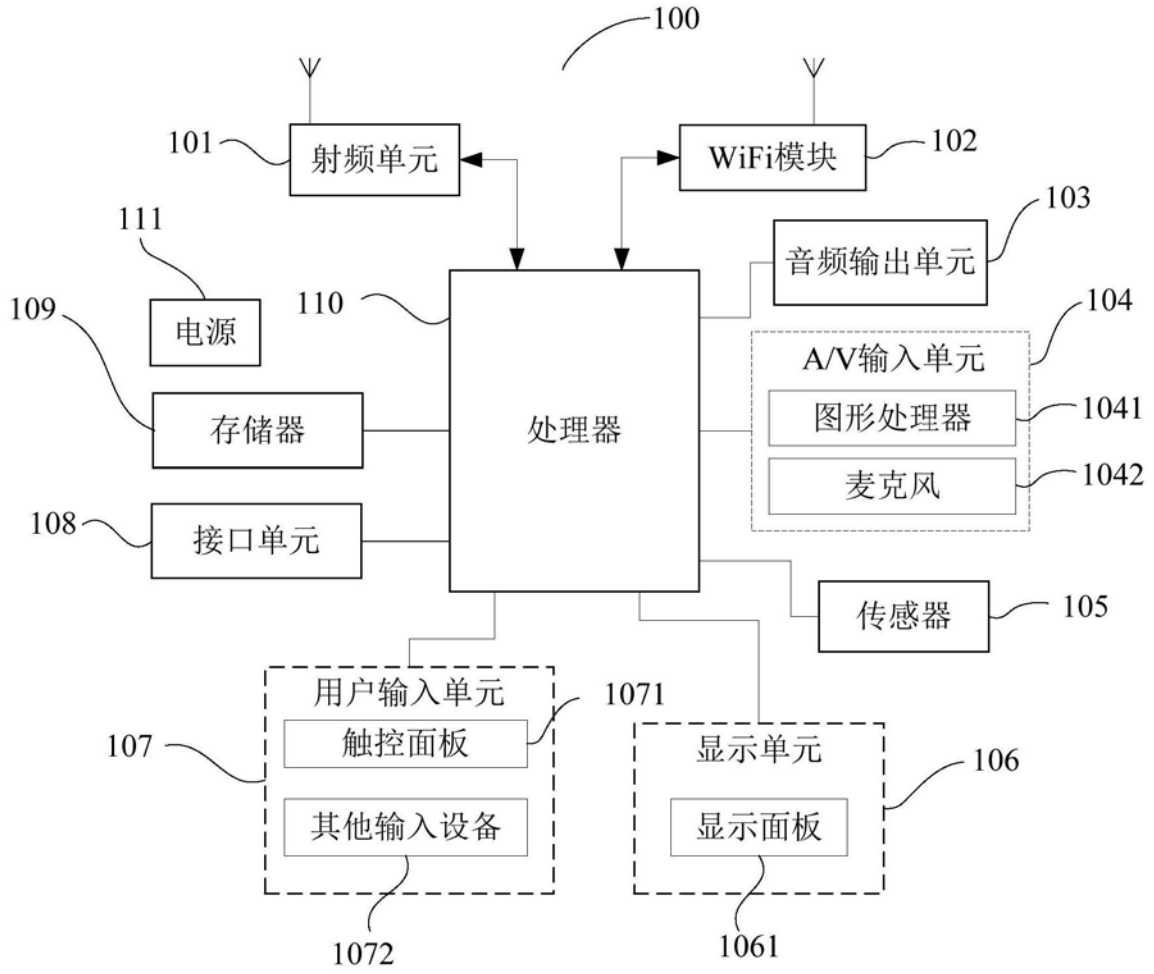 100
101
射频单元
WiFi模块
102
111
103
音频输出单元
109
电源
110
104
A/V输入单元
存储器
处理器
图形处理器
1041
麦克风
1042
108
接口单元
传感器
105
用户输入单元
1071
107
触控面板
显示单元
106
其他输入设备
显示面板
1072
1061